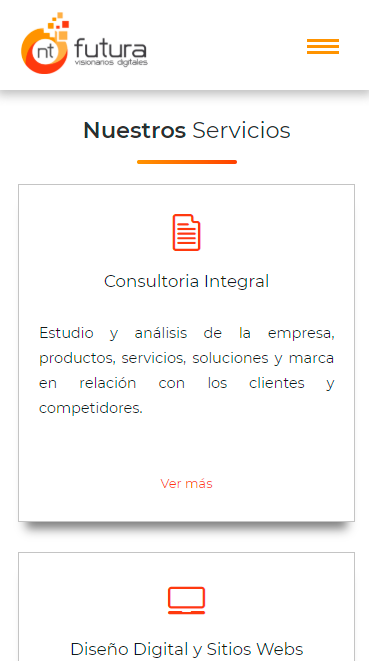 nt futura
visionarios digitales
Nuestros Servicios
Consultoria Integral
Estudio y análisis de la empresa,
productos, servicios, soluciones y marca
en relación con los clientes y
competidores.
Ver más
Diseño Digital y Sitios Webs